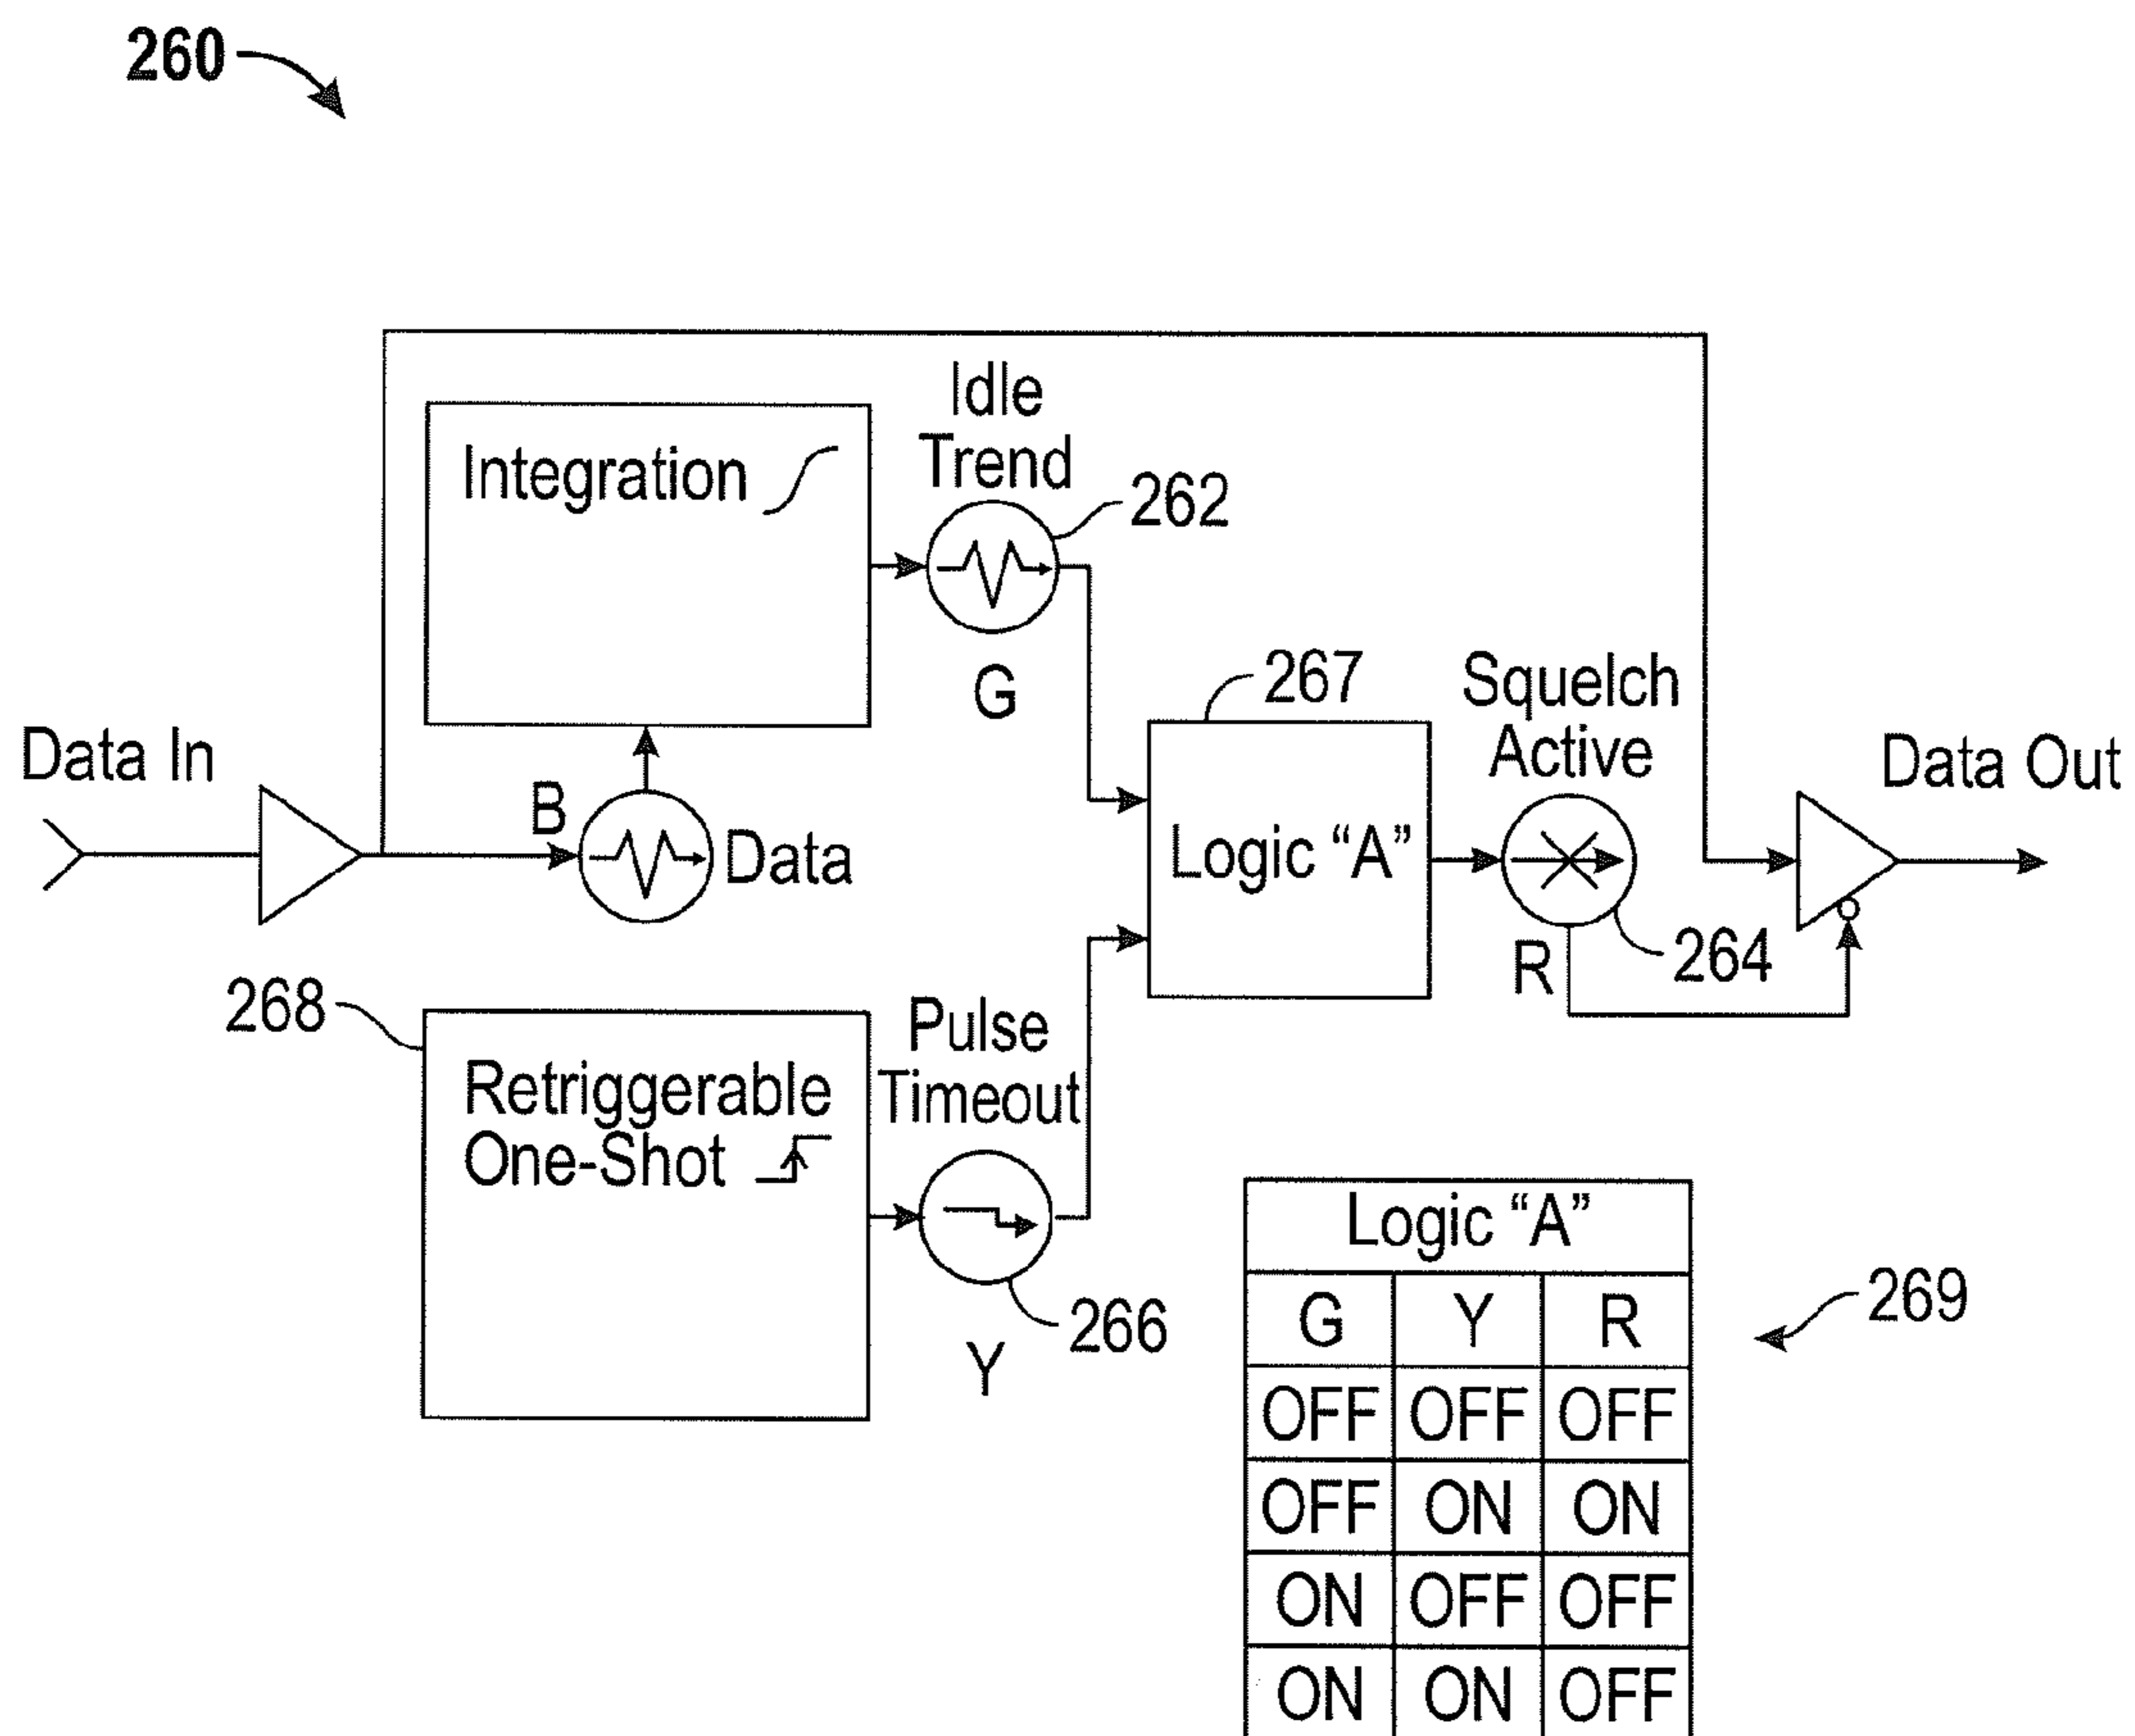 260
Idle
Trend
Integration
262
G
267
Squelch
Active
Data In
Data Out
B
Data
Logic “A”
R
264
268
Pulse
Timeout
Retriggerable
One-Shot
266
Y
Logic “A”
G Y R
269
OFF OFF OFF
OFF ON ON
ON OFF OFF
ON ON OFF